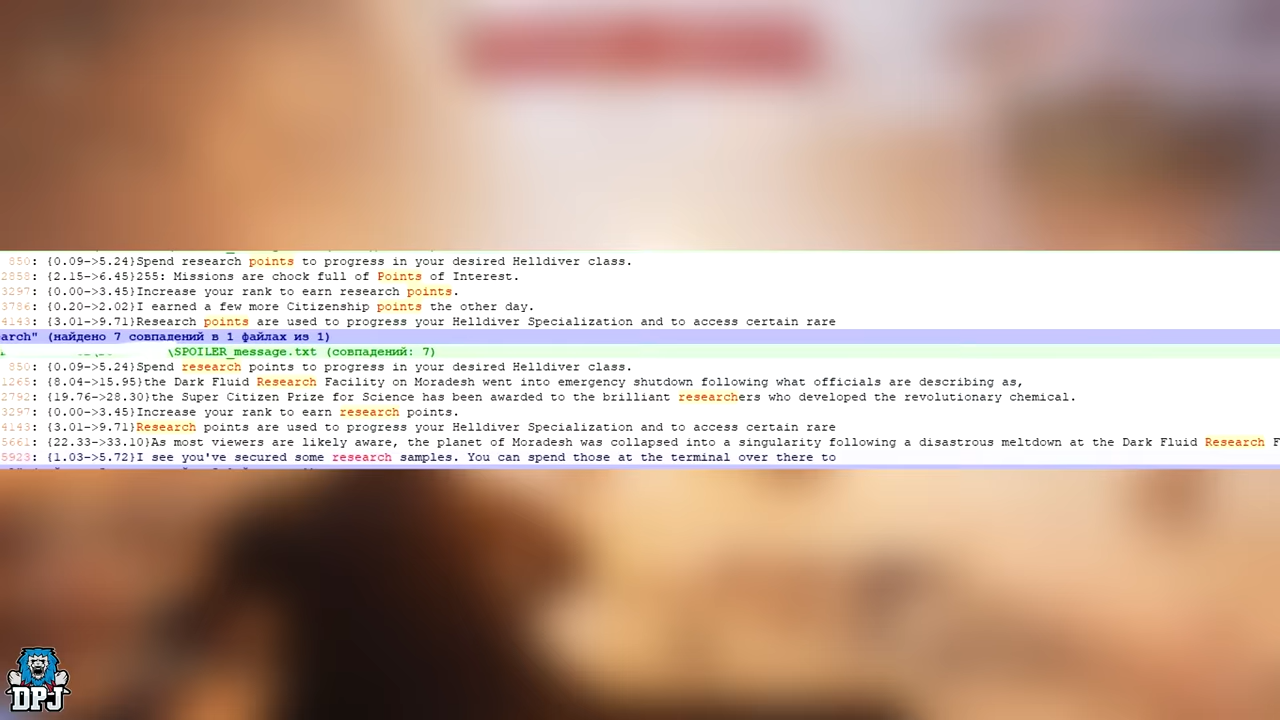 850: {0.09->5.24}Spend research points to progress in your desired Helldiver class.
2858: {2.15->6.45}255: Missions are chock full of Points of Interest.
3297: {0.00->3.45}Increase your rank to earn research points.
3786: {0.20->2.02}I earned a few more Citizenship points the other day.
4143: {3.01->9.71}Research points are used to progress your Helldiver Specialization and to access certain rare
arch" (найдено 7 совпадений в 1 файлах из 1)
\SPOILER_message.txt (совпадений: 7)
850: {0.09->5.24}Spend research points to progress in your desired Helldiver class.
1265: {8.04->15.95}the Dark Fluid Research Facility on Moradesh went into emergency shutdown following what officials are describing as,
2792: {19.76->28.30}the Super Citizen Prize for Science has been awarded to the brilliant researchers who developed the revolutionary chemical.
3297: {0.00->3.45}Increase your rank to earn research points.
4143: {3.01->9.71}Research points are used to progress your Helldiver Specialization and to access certain rare
5661: {22.33->33.10}As most viewers are likely aware, the planet of Moradesh was collapsed into a singularity following a disastrous meltdown at the Dark Fluid Research F
5923: {1.03->5.72}I see you've secured some research samples. You can spend those at the terminal over there to
DPJ